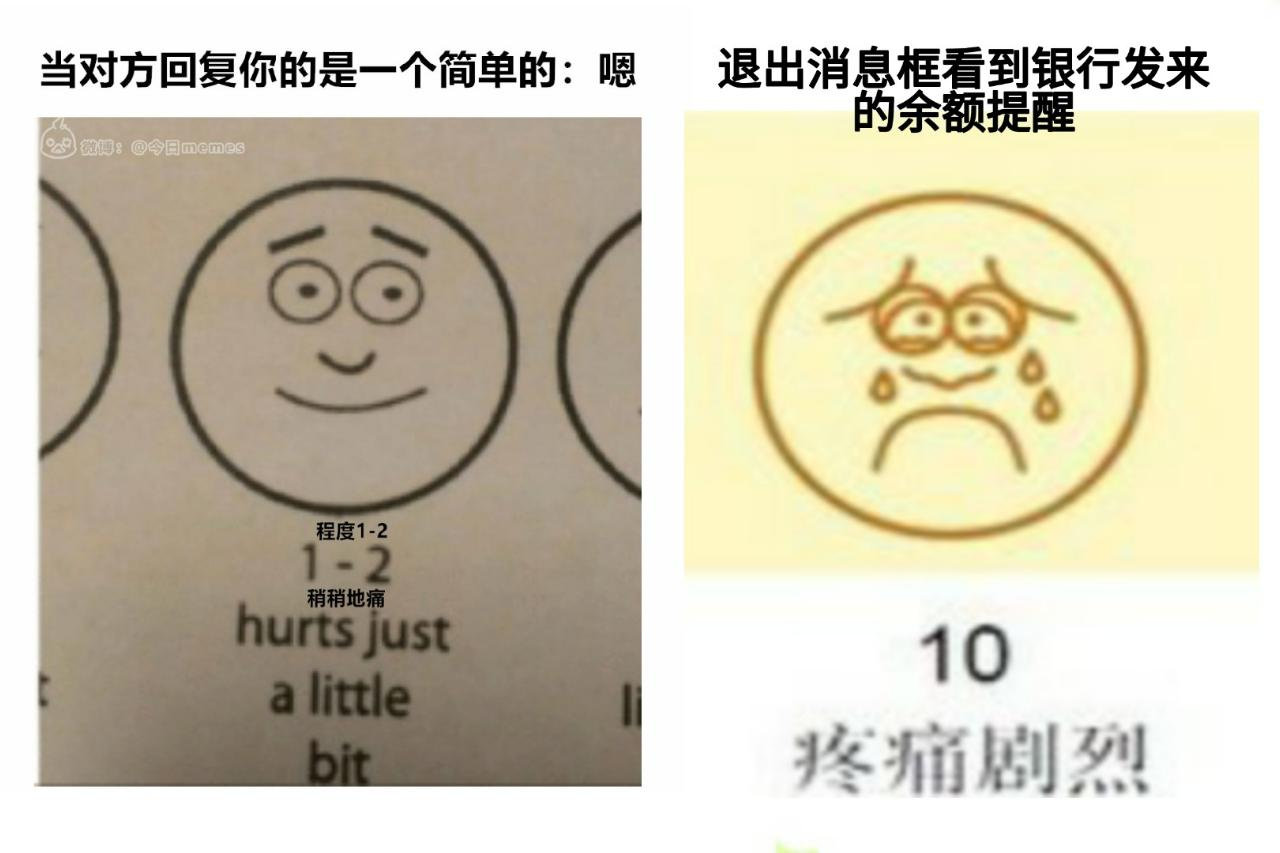 当对方回复你的是一个简单的：嗯
微博：@今日memes
程度1-2
1 - 2
稍稍地痛
hurts just
a little
bit
退出消息框看到银行发来
的余额提醒
10
疼痛剧烈